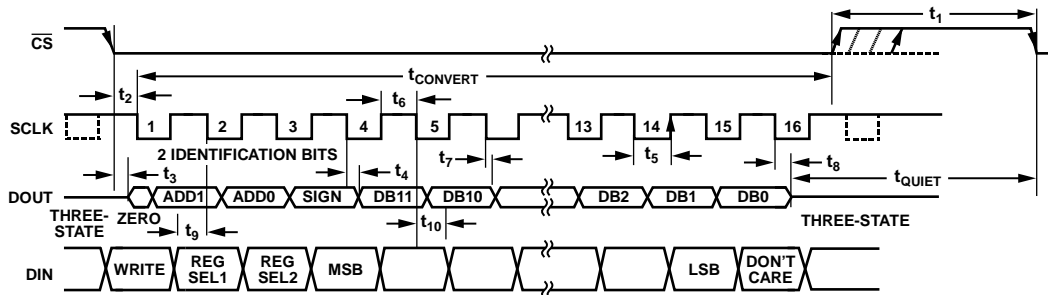 t1
CS
tCONVERT
t2
t6
SCLK
1 2 3 4 5 13 14 15 16
2 IDENTIFICATION BITS
t3 t4 t7 t5 t8
tQUIET
DOUT
ADD1 ADD0 SIGN DB11 DB10 DB2 DB1 DB0
THREE-
STATE
ZERO
t9
t10
THREE-STATE
DIN
WRITE
REG
SEL1
REG
SEL2
MSB
LSB
DON'T
CARE